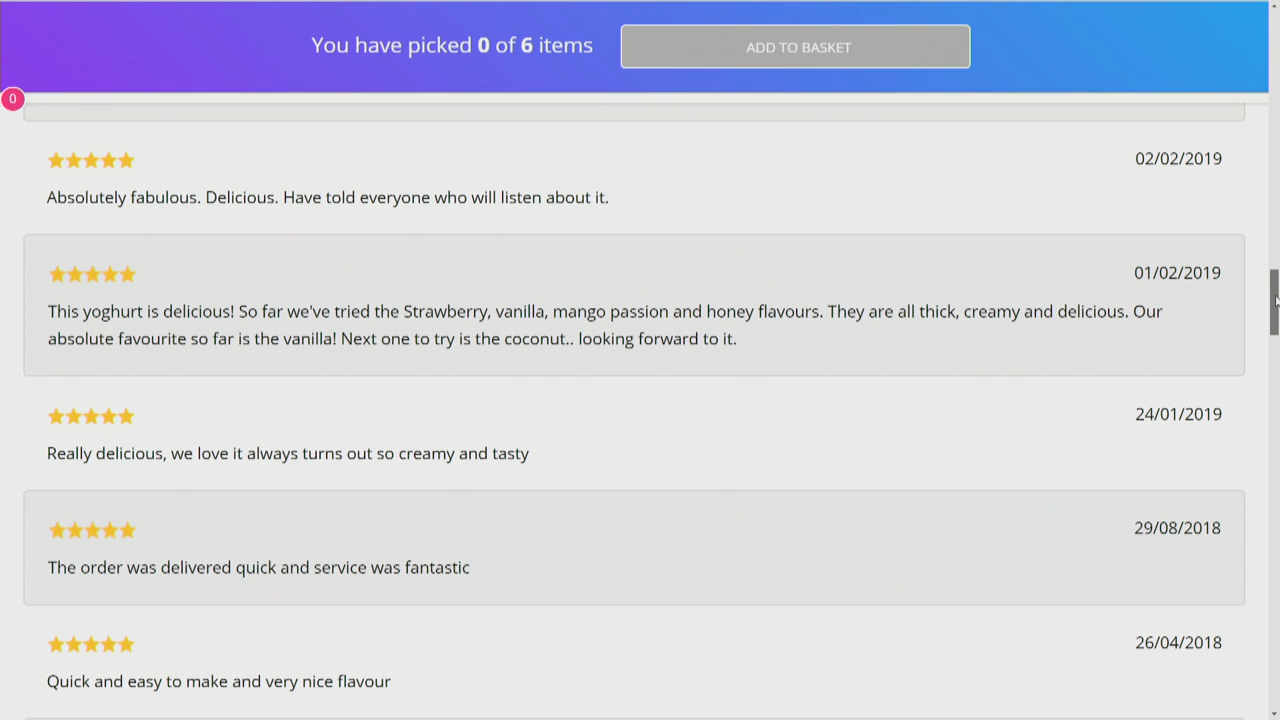 You have picked 0 of 6 items
ADD TO BASKET
0
02/02/2019
Absolutely fabulous. Delicious. Have told everyone who will listen about it.
01/02/2019
This yoghurt is delicious! So far we've tried the Strawberry, vanilla, mango passion and honey flavours. They are all thick, creamy and delicious. Our
absolute favourite so far is the vanilla! Next one to try is the coconut.. looking forward to it.
24/01/2019
Really delicious, we love it always turns out so creamy and tasty
29/08/2018
The order was delivered quick and service was fantastic
26/04/2018
Quick and easy to make and very nice flavour